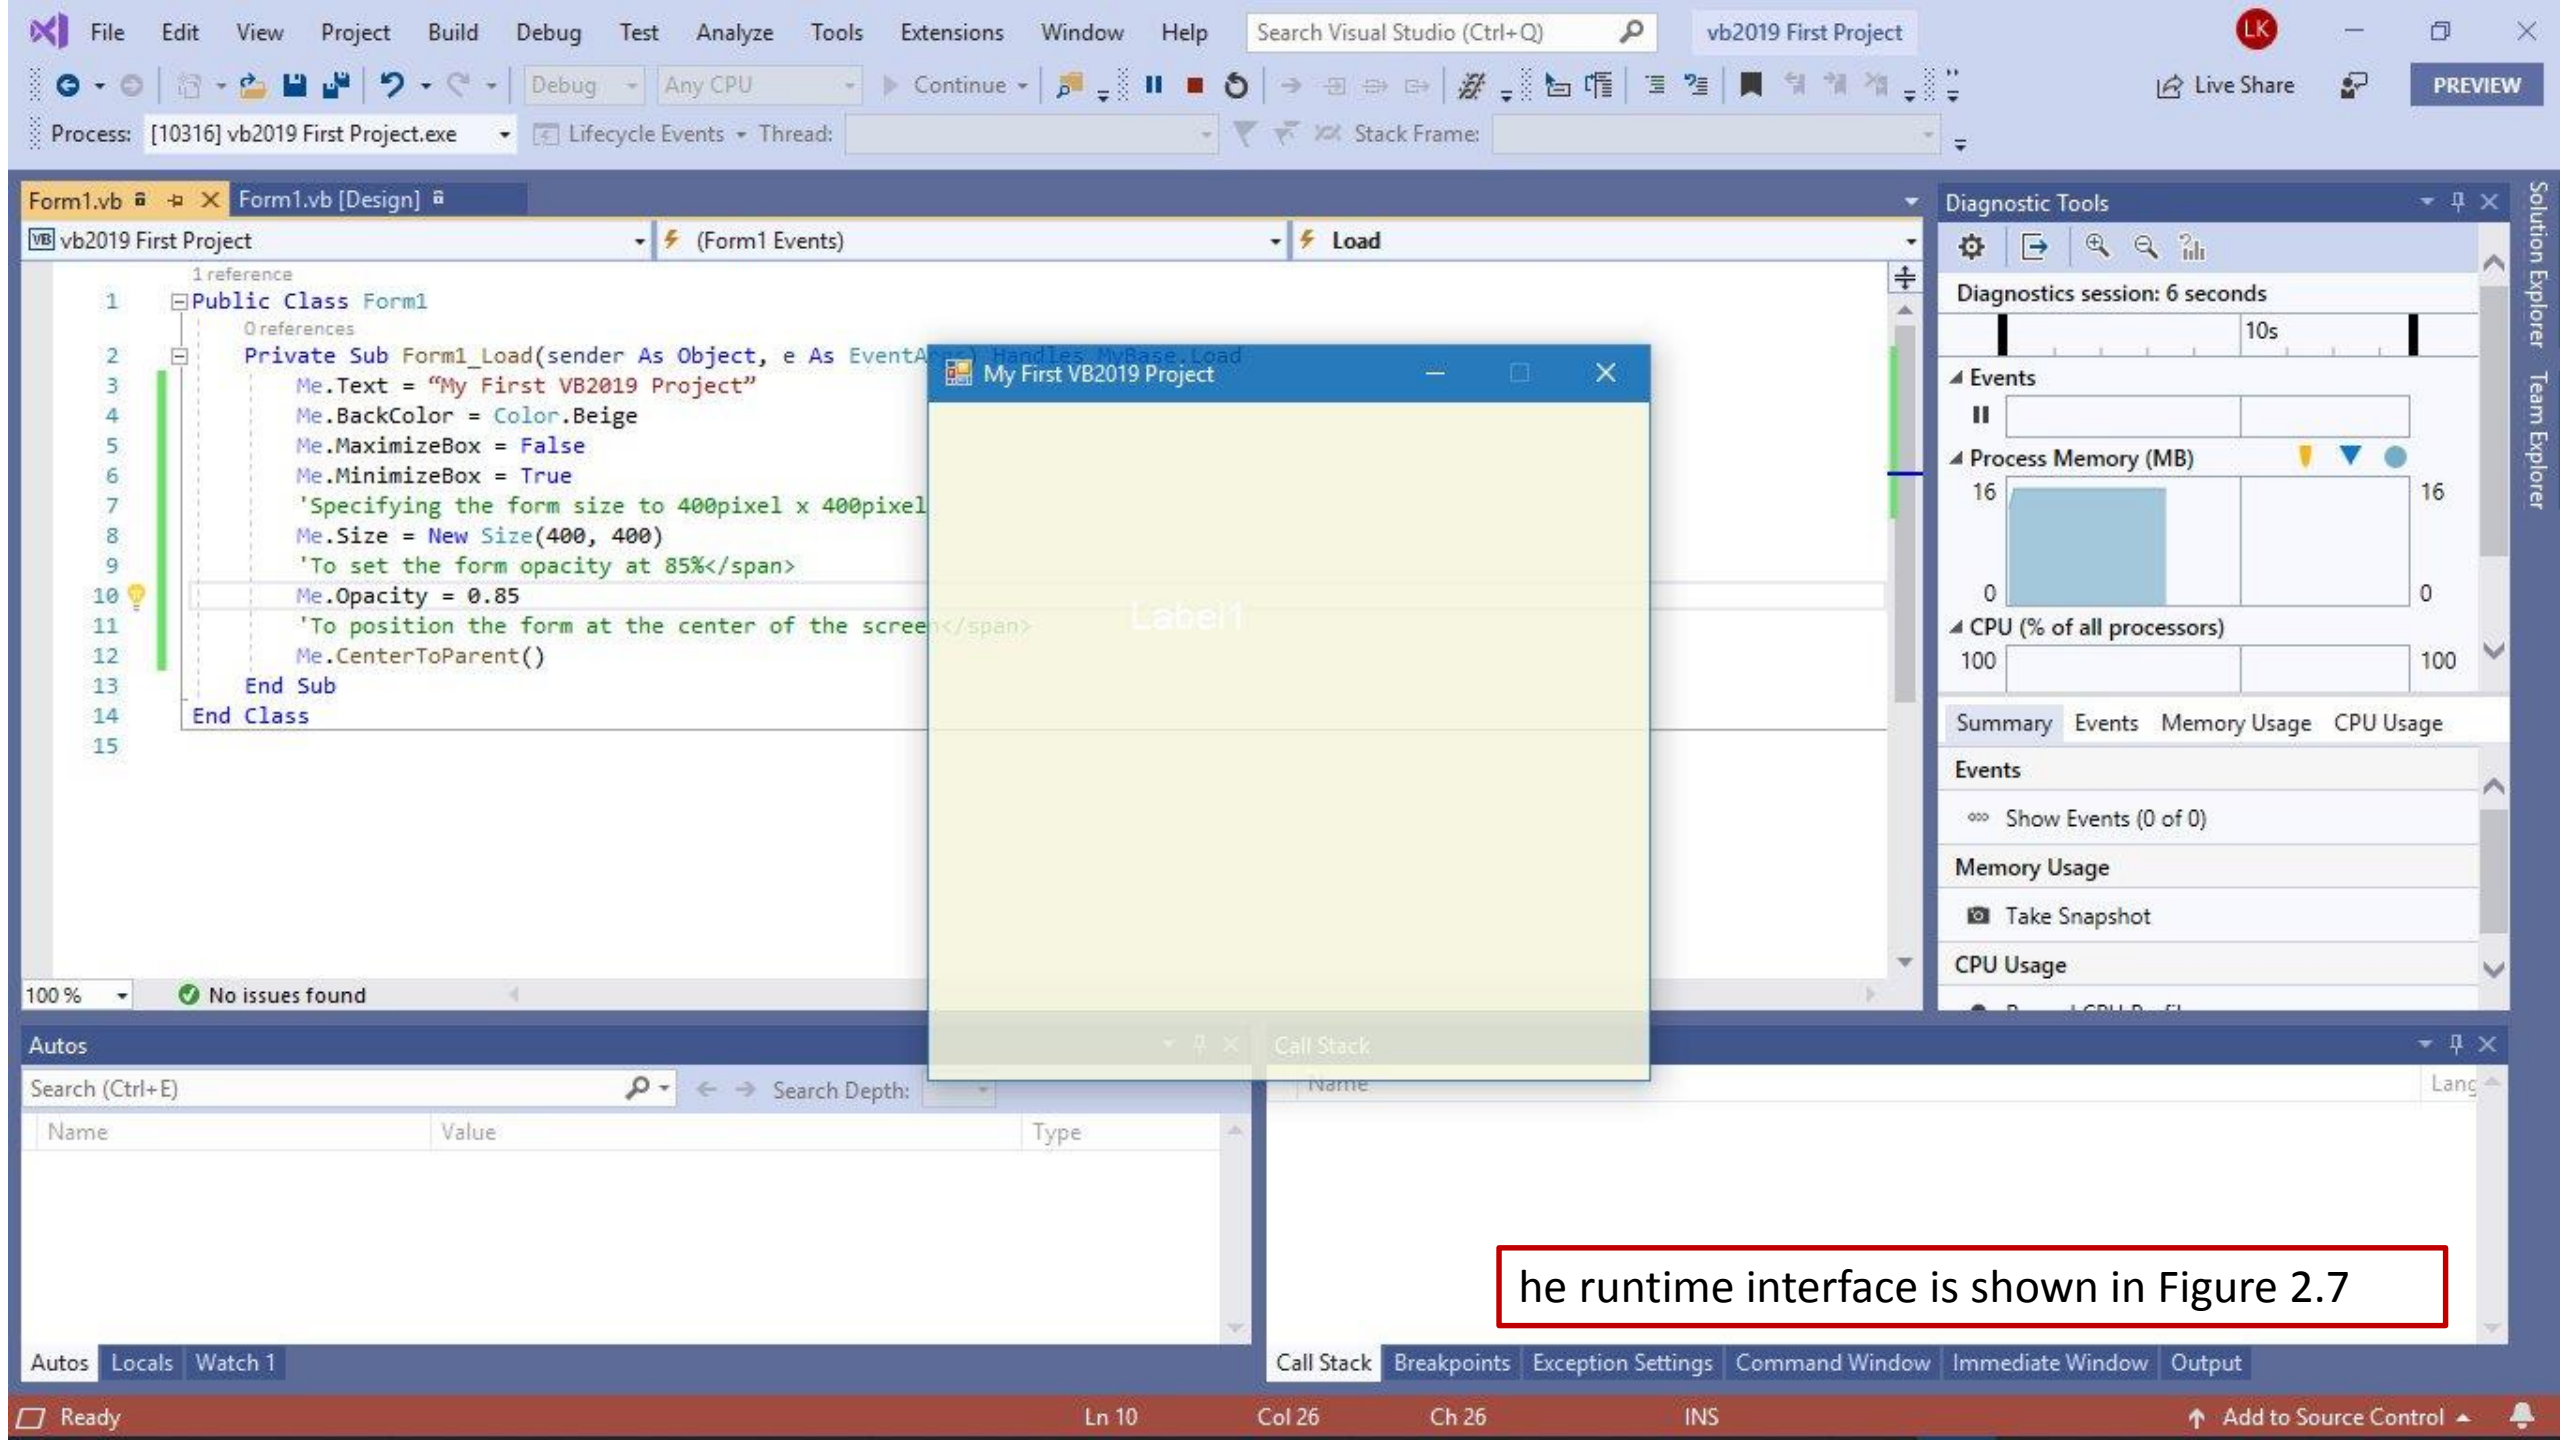 File Edit View Project Build Debug Test Analyze Tools Extensions Window Help Search Visual Studio (Ctrl+Q) vb2019 First Project LK
Debug Any CPU Continue Live Share PREVIEW
Process: [10316] vb2019 First Project.exe Lifecycle Events Thread: Stack Frame:
Form1.vb Form1.vb [Design]
VB vb2019 First Project (Form1 Events) Load
1 reference
1 Public Class Form1
0 references
2 Private Sub Form1_Load(sender As Object, e As EventArgs) Handles MyBase.Load
3 Me.Text = “My First VB2019 Project”
4 Me.BackColor = Color.Beige
5 Me.MaximizeBox = False
6 Me.MinimizeBox = True
7 'Specifying the form size to 400pixel x 400pixel
8 Me.Size = New Size(400, 400)
9 'To set the form opacity at 85%</span>
10 Me.Opacity = 0.85
11 'To position the form at the center of the screen</span>
12 Me.CenterToParent()
13 End Sub
14 End Class
15
My First VB2019 Project
Label1
100 % No issues found
Diagnostic Tools
Diagnostics session: 6 seconds
10s
Events
Process Memory (MB)
16 16
0 0
CPU (% of all processors)
100 100
Summary Events Memory Usage CPU Usage
Events
Show Events (0 of 0)
Memory Usage
Take Snapshot
CPU Usage
Solution Explorer
Team Explorer
Autos
Search (Ctrl+E) Search Depth:
Name Value Type
Autos Locals Watch 1
Call Stack
Name Lang
he runtime interface is shown in Figure 2.7
Call Stack Breakpoints Exception Settings Command Window Immediate Window Output
Ready Ln 10 Col 26 Ch 26 INS Add to Source Control